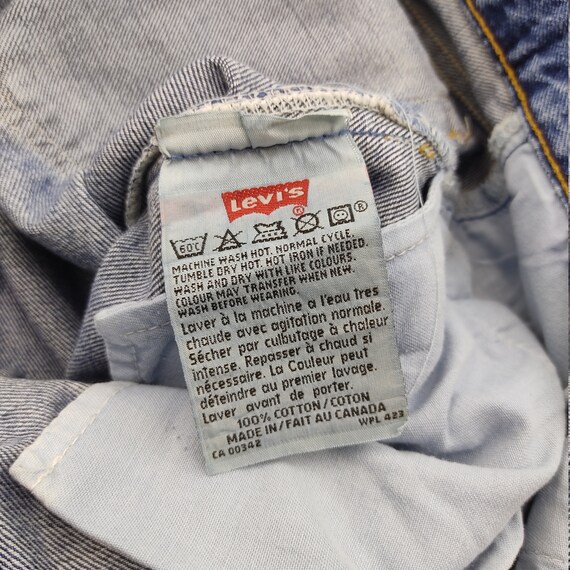 Levi's ®
60C ®
MACHINE WASH HOT. NORMAL CYCLE.
TUMBLE DRY HOT. HOT IRON IF NEEDED.
WASH AND DRY WITH LIKE COLOURS.
COLOUR MAY TRANSFER WHEN NEW.
WASH BEFORE WEARING.
Laver à la machine a l'eau tres
chaude avec agitation normale.
Sécher par culbutage à chaleur
intense. Repasser à chaud si
nécessaire. La Couleur peut
déteindre au premier lavage.
Laver avant de porter.
100% COTTON/COTON
MADE IN/FAIT AU CANADA
CA 00342 WPL 423